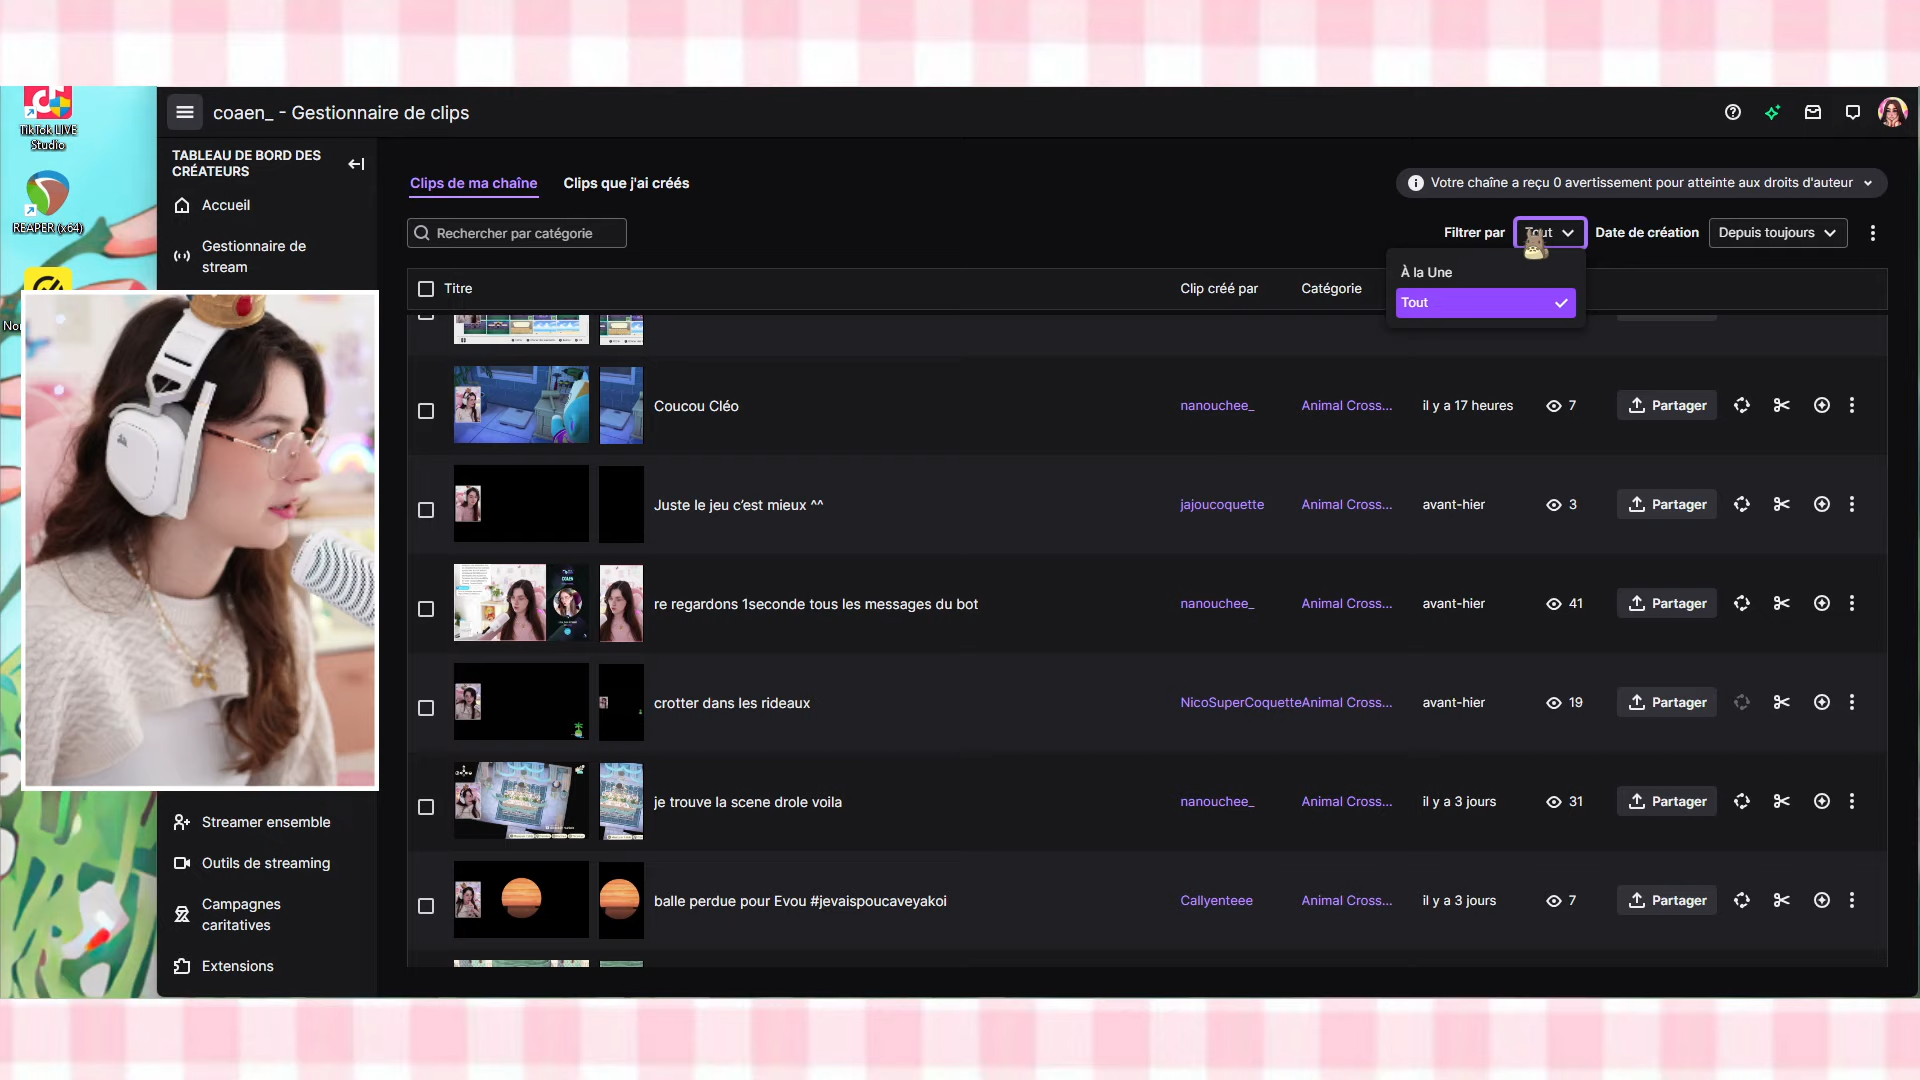 TikTok LIVE
Studio
REAPER (x64)
coaen_ - Gestionnaire de clips
TABLEAU DE BORD DES
CRÉATEURS
Accueil
Gestionnaire de
stream
Streamer ensemble
Outils de streaming
Campagnes
caritatives
Extensions
Clips de ma chaîne
Clips que j'ai créés
Votre chaîne a reçu 0 avertissement pour atteinte aux droits d'auteur
Rechercher par catégorie
Filtrer par
Tout
Date de création
Depuis toujours
À la Une
Tout
Titre
Clip créé par
Catégorie
Coucou Cléo
nanouchee_
Animal Cross...
il y a 17 heures
7
Partager
Juste le jeu c'est mieux ^^
jajoucoquette
Animal Cross...
avant-hier
3
Partager
re regardons 1seconde tous les messages du bot
nanouchee_
Animal Cross...
avant-hier
41
Partager
crotter dans les rideaux
NicoSuperCoquette
Animal Cross...
avant-hier
19
Partager
je trouve la scene drole voila
nanouchee_
Animal Cross...
il y a 3 jours
31
Partager
balle perdue pour Evou #jevaispoucaveyakoi
Callyenteee
Animal Cross...
il y a 3 jours
7
Partager